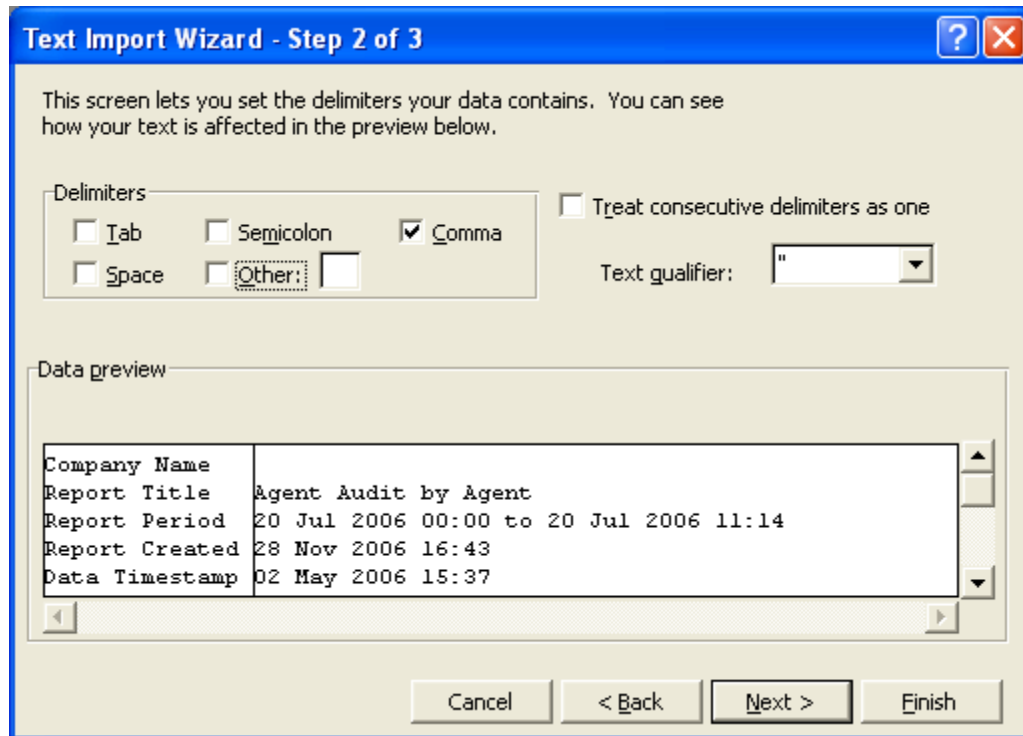 Text Import Wizard - Step 2 of 3
This screen lets you set the delimiters your data contains. You can see
how your text is affected in the preview below.
Delimiters
Tab Semicolon Comma
Space Other:
Treat consecutive delimiters as one
Text qualifier: "
Data preview
Company Name
Report Title Agent Audit by Agent
Report Period 20 Jul 2006 00:00 to 20 Jul 2006 11:14
Report Created 28 Nov 2006 16:43
Data Timestamp 02 May 2006 15:37
Cancel < Back Next > Finish